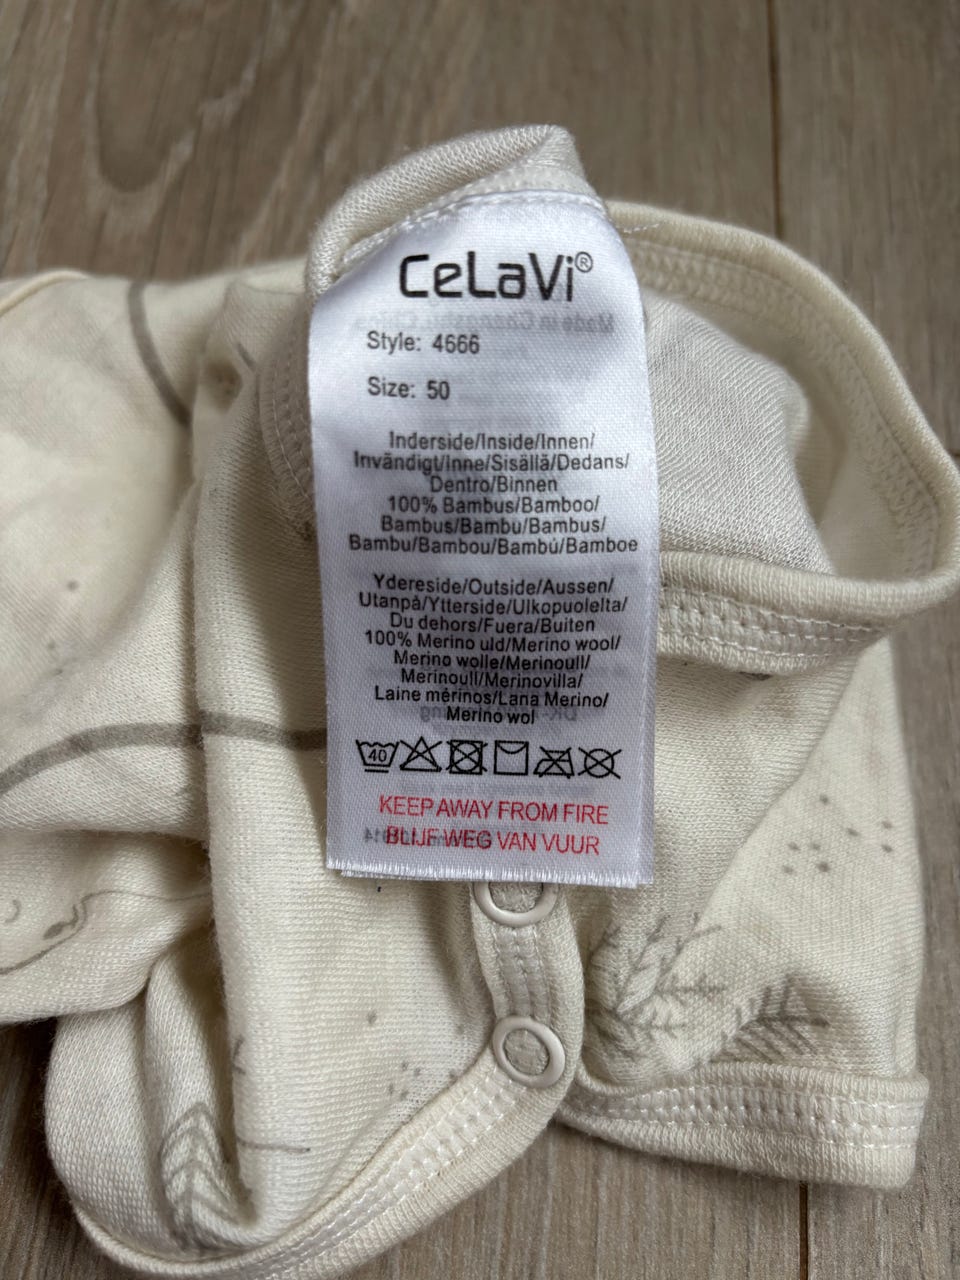 CeLaVi®
Style: 4666
Size: 50
Inderside/Inside/Innen/
Invändigt/Inne/Sisällä/Dedans/
Dentro/Binnen
100% Bambus/Bamboo/
Bambus/Bambu/Bambus/
Bambu/Bambou/Bambú/Bamboe
Ydereside/Outside/Aussen/
Utanpå/Ytterside/Ulkopuolelta/
Du dehors/Fuera/Buiten
100% Merino uld/Merino wool/
Merino wolle/Merinoull/
Merinoull/Merinovilla/
Laine mérinos/Lana Merino/
Merino wol
40
KEEP AWAY FROM FIRE
BLIJF WEG VAN VUUR